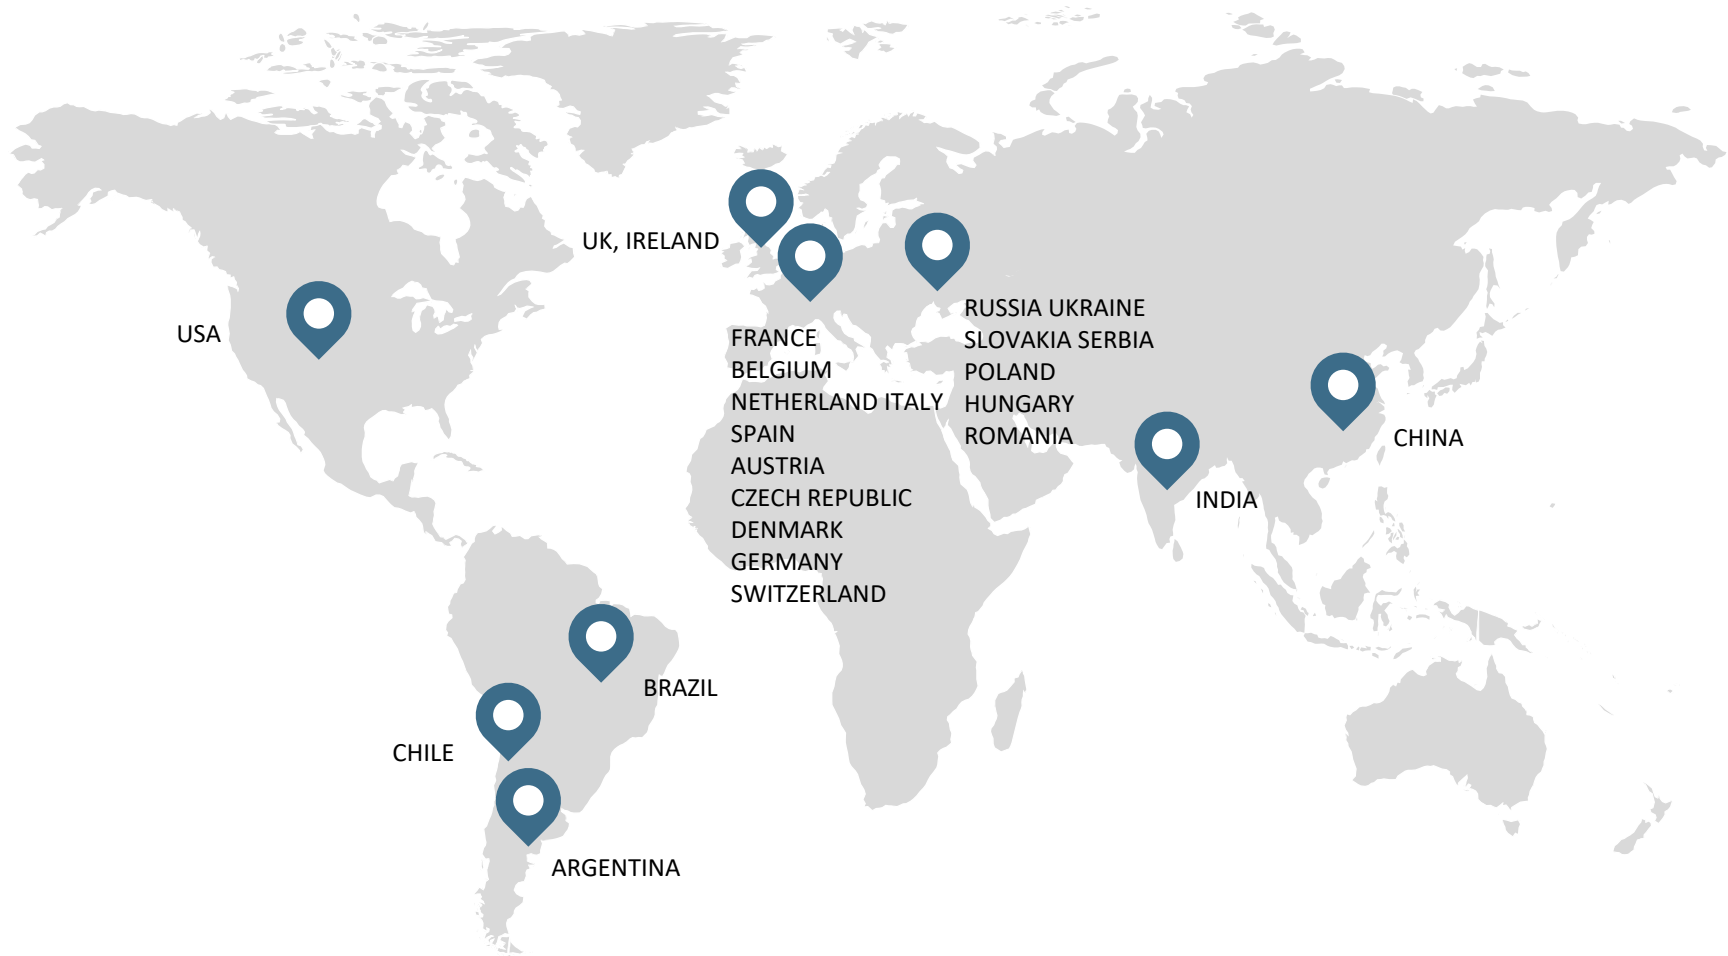 UK, IRELAND
USA
FRANCE
BELGIUM
NETHERLAND ITALY
SPAIN
AUSTRIA
CZECH REPUBLIC
DENMARK
GERMANY
SWITZERLAND
RUSSIA UKRAINE
SLOVAKIA SERBIA
POLAND
HUNGARY
ROMANIA
CHINA
INDIA
BRAZIL
CHILE
ARGENTINA